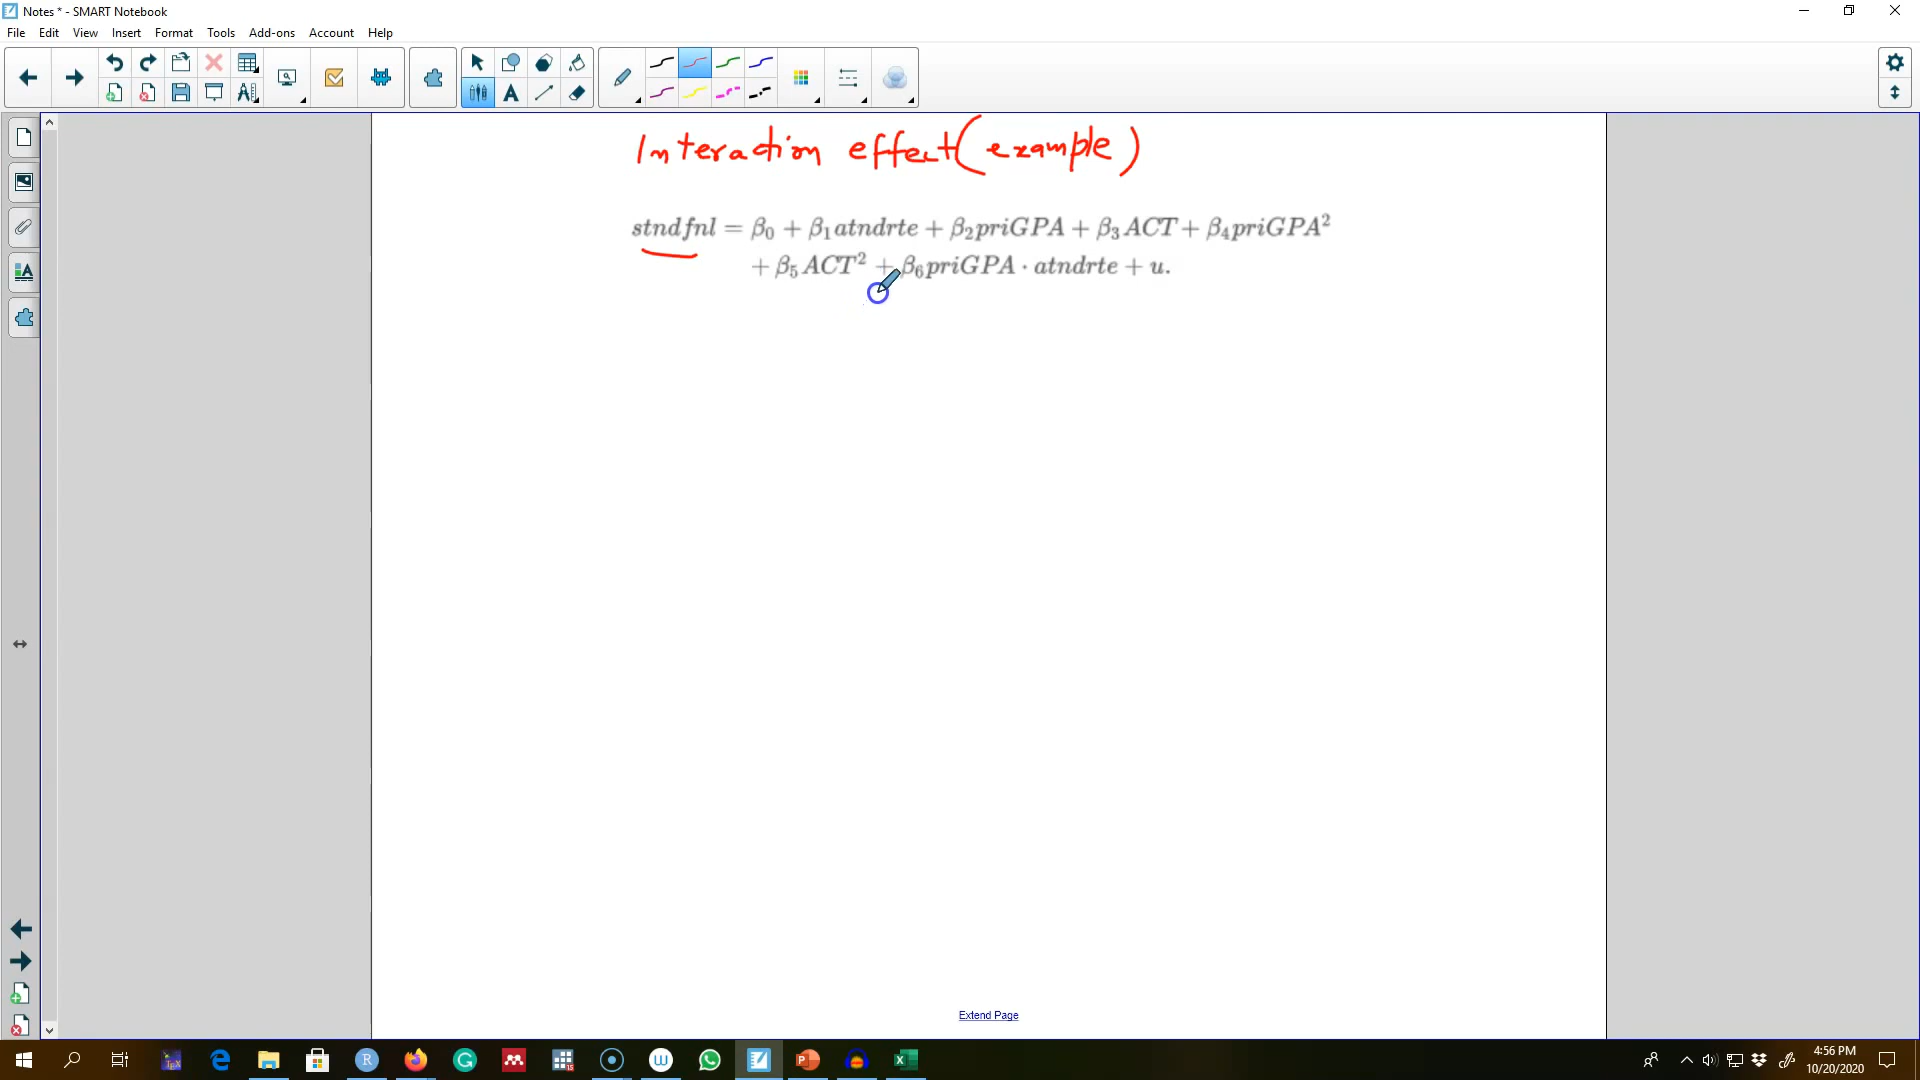 Notes * - SMART Notebook
File Edit View Insert Format Tools Add-ons Account Help
Interaction effect (example)
stndfnl = β₀ + β₁atndrte + β₂priGPA + β₃ACT + β₄priGPA²
+ β₅ACT² + β₆priGPA · atndrte + u.
Extend Page
4:56 PM
10/20/2020